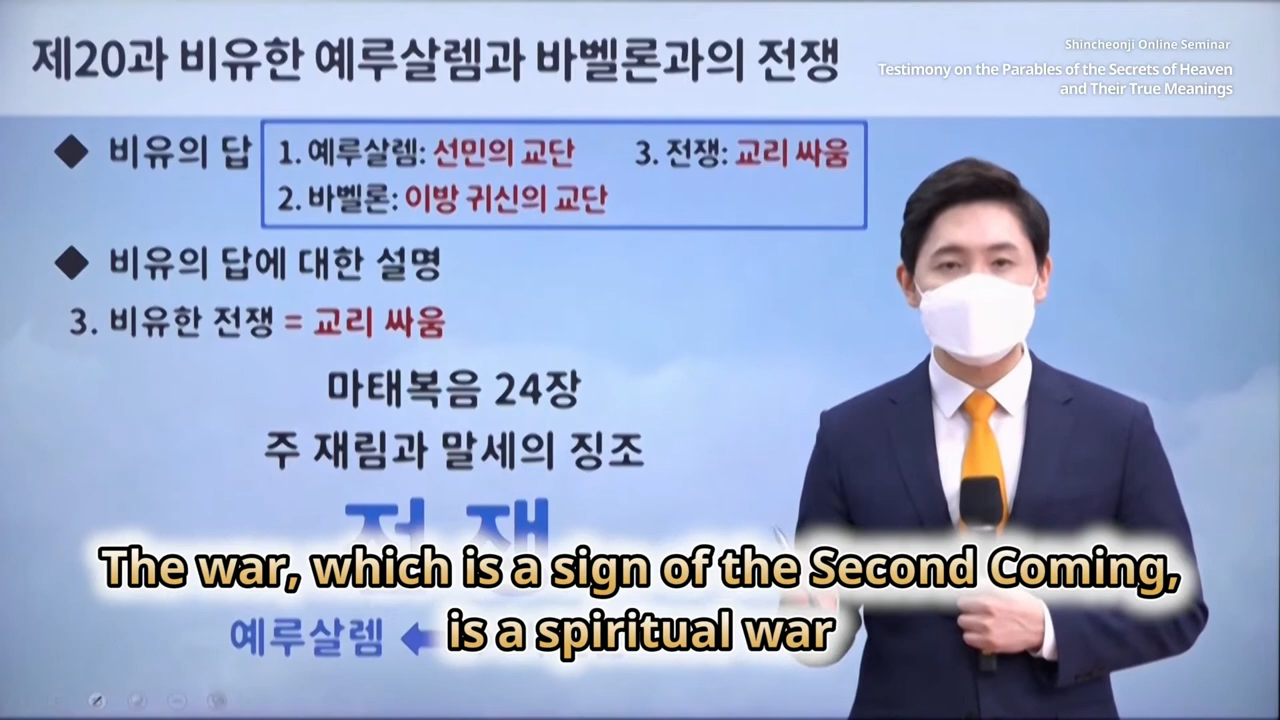 제20과 비유한 예루살렘과 바벨론과의 전쟁
Shincheonji Online Seminar
Testimony on the Parables of the Secrets of Heaven
and Their True Meanings
◆ 비유의 답
1. 예루살렘: 선민의 교단 3. 전쟁: 교리 싸움
2. 바벨론: 이방 귀신의 교단
◆ 비유의 답에 대한 설명
3. 비유한 전쟁 = 교리 싸움
마태복음 24장
주 재림과 말세의 징조
전 쟁
The war, which is a sign of the Second Coming,
예루살렘
is a spiritual war